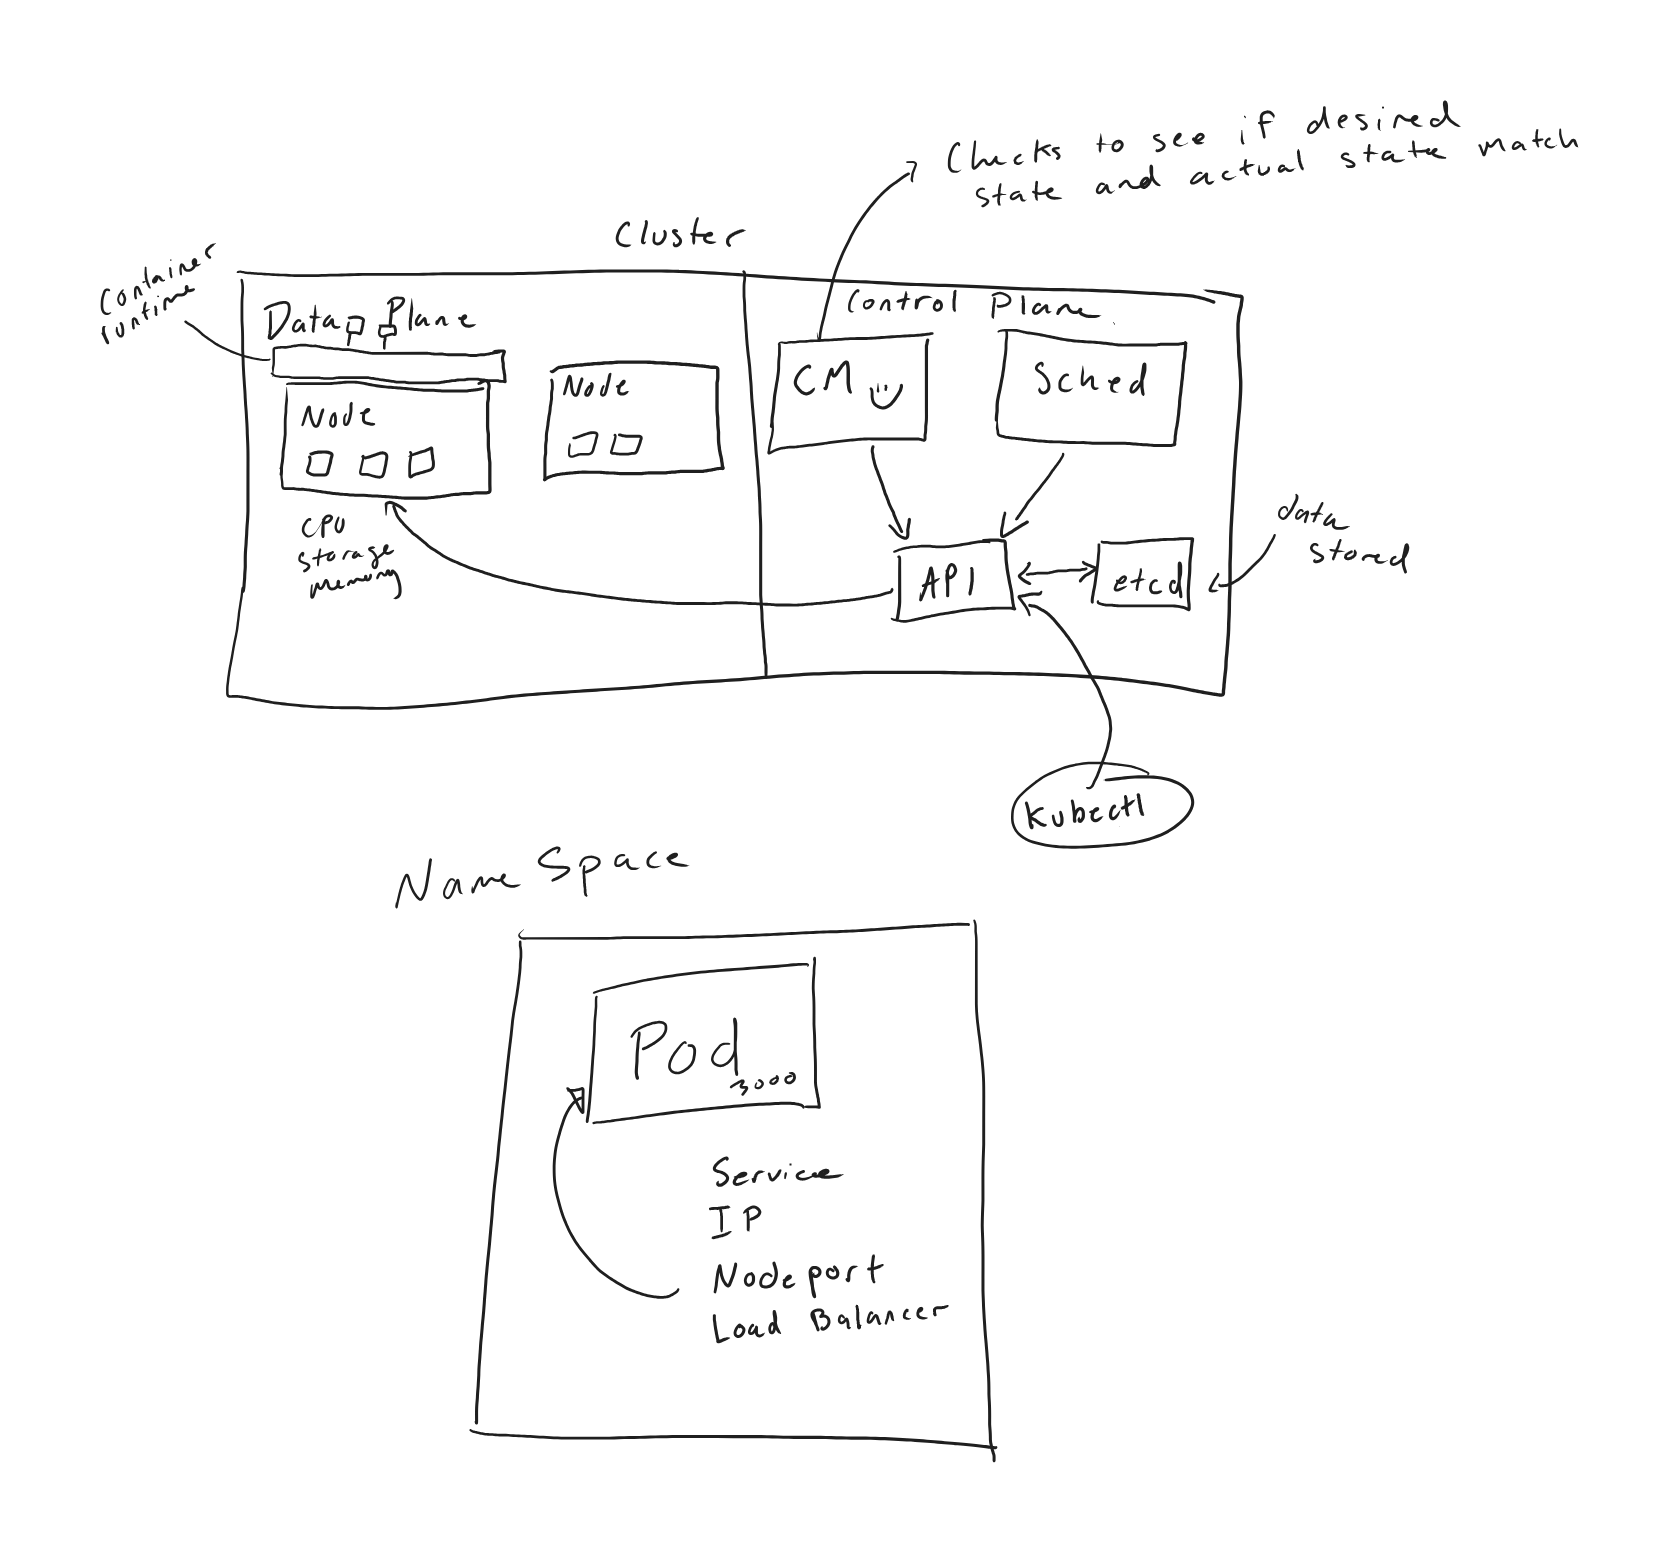 Checks to see if desired
state and actual state match
Cluster
Container
runtime
Data Plane
Control Plane
Node
Node
CM
Sched
CPU
storage
memory
API
etcd
data
stored
Kubectl
Name Space
Pod
3000
Service
IP
Nodeport
Load Balancer